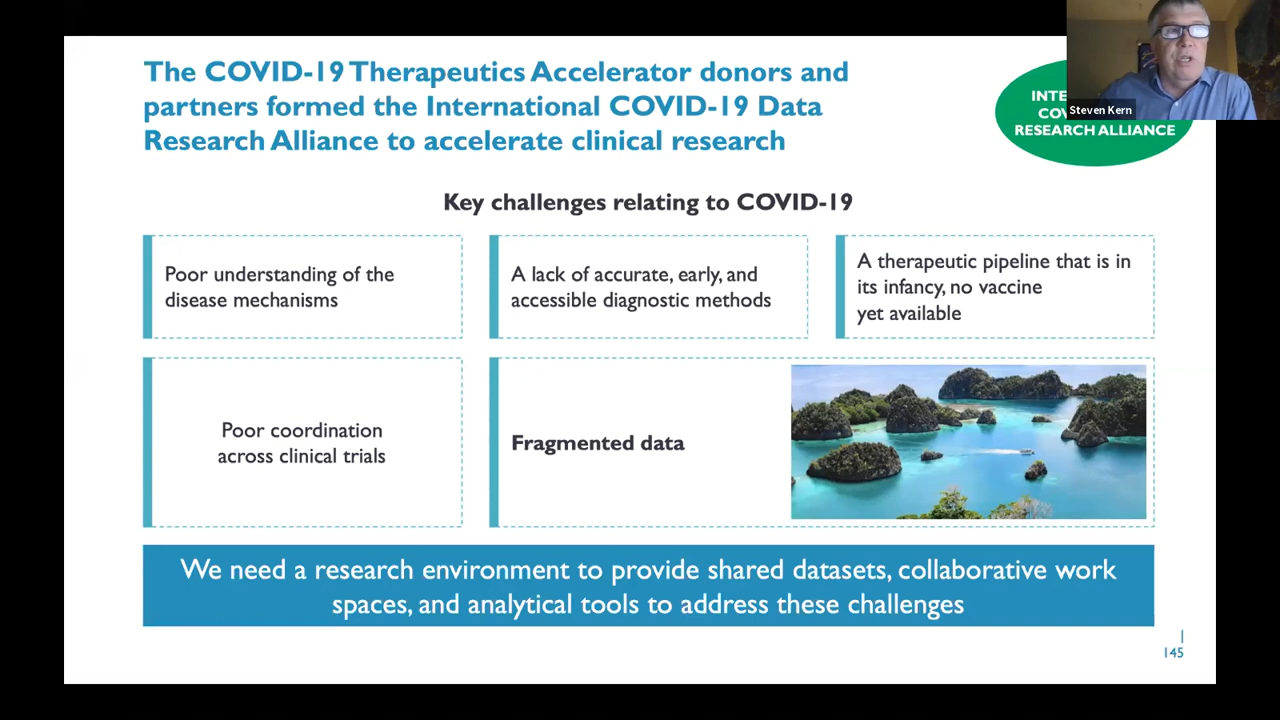 The COVID-19 Therapeutics Accelerator donors and
partners formed the International COVID-19 Data
Research Alliance to accelerate clinical research
RESEARCH ALLIANCE
Steven Kern
Key challenges relating to COVID-19
Poor understanding of the
disease mechanisms
A lack of accurate, early, and
accessible diagnostic methods
A therapeutic pipeline that is in
its infancy, no vaccine
yet available
Poor coordination
across clinical trials
Fragmented data
We need a research environment to provide shared datasets, collaborative work
spaces, and analytical tools to address these challenges
145